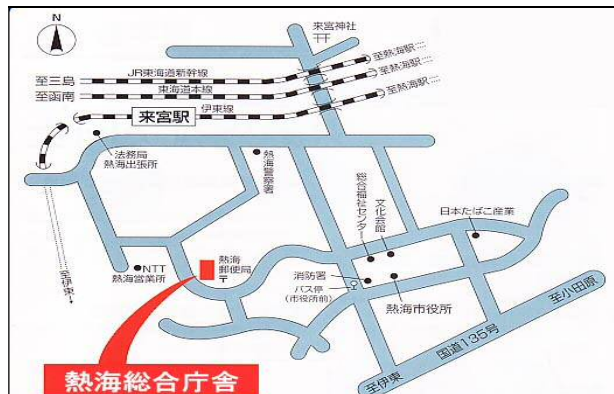 N
来宮神社
至三島
JR東海道新幹線
至熱海駅
至函南
東海道本線
至熱海駅
来宮駅
伊東線
至熱海駅
法務局
熱海出張所
熱海警察署
総合福祉センター
文化会館
日本たばこ産業
至伊東
NTT
熱海営業所
熱海
郵便局
〒
消防署
バス停
(市役所前)
熱海市役所
至小田原
国道135号
至伊東
熱海総合庁舎